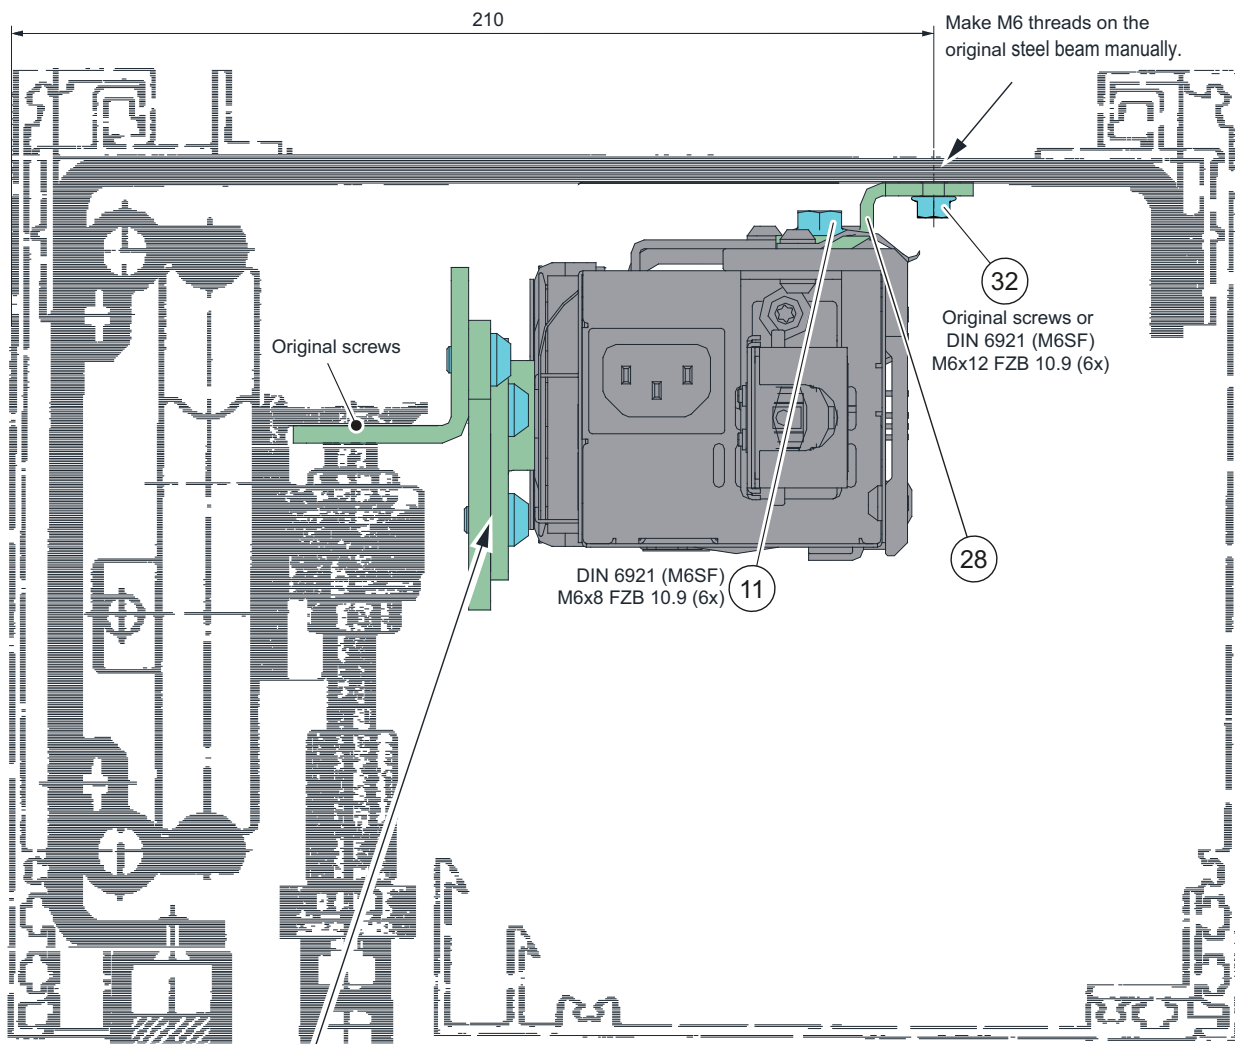 210
Make M6 threads on the
original steel beam manually.
32
Original screws or
DIN 6921 (M6SF)
M6x12 FZB 10.9 (6x)
Original screws
28
DIN 6921 (M6SF)
M6x8 FZB 10.9 (6x)
11